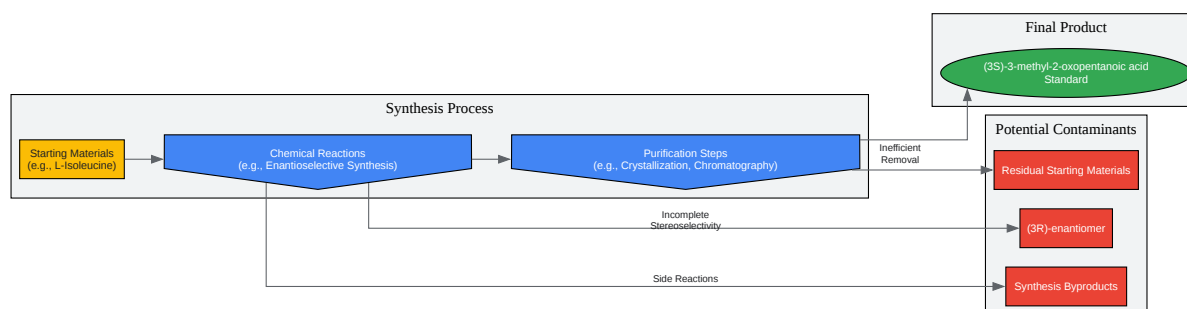 Final Product
(3S)-3-methyl-2-oxopentanoic acid
Standard
Synthesis Process
Starting Materials
(e.g., L-Isoleucine)
Chemical Reactions
(e.g., Enantioselective Synthesis)
Purification Steps
(e.g., Crystallization, Chromatography)
Inefficient
Removal
Potential Contaminants
Residual Starting Materials
Incomplete
Stereoselectivity
(3R)-enantiomer
Side Reactions
Synthesis Byproducts